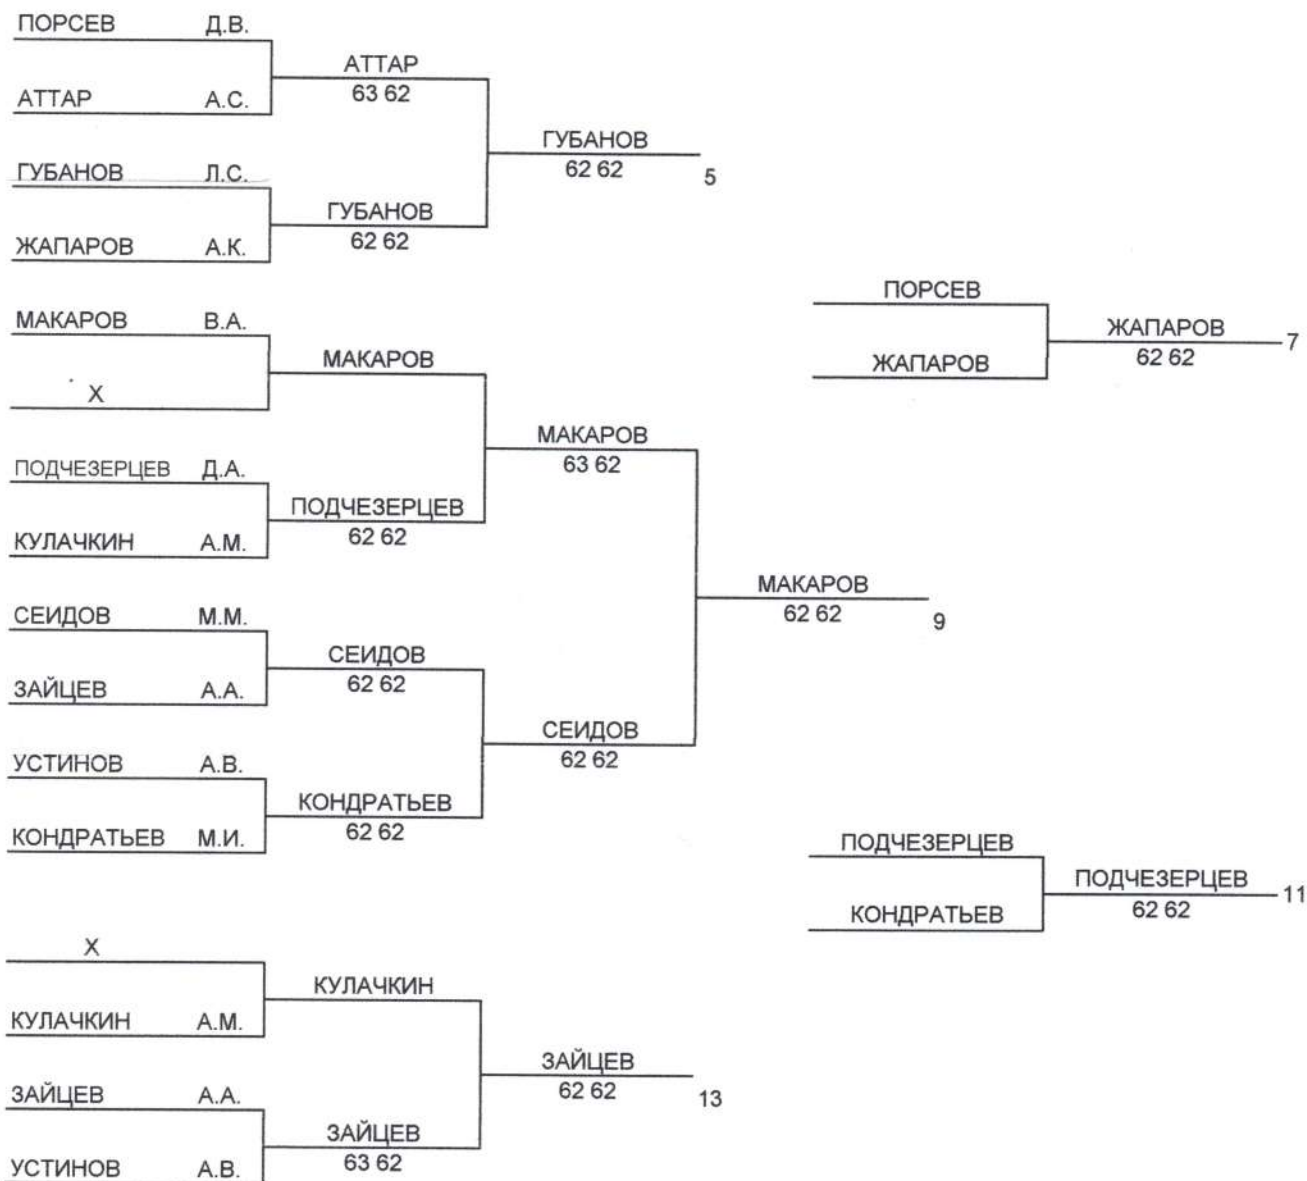 ПОРСЕВ Д.В.
АТТАР
63 62
АТТАР А.С.
ГУБАНОВ
62 62
5
ГУБАНОВ Л.С.
ГУБАНОВ
62 62
ЖАПАРОВ А.К.
ПОРСЕВ
ЖАПАРОВ
62 62
7
ЖАПАРОВ
МАКАРОВ В.А.
МАКАРОВ
Х
МАКАРОВ
63 62
ПОДЧЕЗЕРЦЕВ Д.А.
ПОДЧЕЗЕРЦЕВ
62 62
КУЛАЧКИН А.М.
МАКАРОВ
62 62
9
СЕИДОВ М.М.
СЕИДОВ
62 62
ЗАЙЦЕВ А.А.
СЕИДОВ
62 62
УСТИНОВ А.В.
КОНДРАТЬЕВ
62 62
КОНДРАТЬЕВ М.И.
ПОДЧЕЗЕРЦЕВ
ПОДЧЕЗЕРЦЕВ
62 62
11
КОНДРАТЬЕВ
Х
КУЛАЧКИН
КУЛАЧКИН А.М.
ЗАЙЦЕВ
62 62
13
ЗАЙЦЕВ А.А.
ЗАЙЦЕВ
63 62
УСТИНОВ А.В.